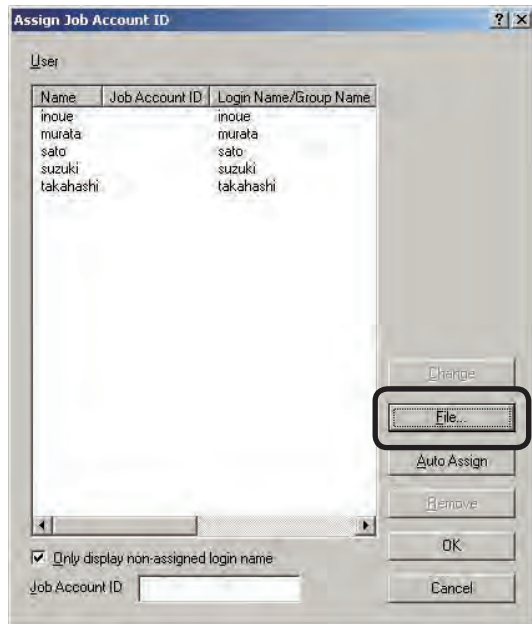 Assign Job Account ID
User
Name Job Account ID Login Name/Group Name
inoue inoue
murata murata
sato sato
suzuki suzuki
takahashi takahashi
Change
File...
Auto Assign
Remove
OK
Only display non-assigned login name
Job Account ID
Cancel